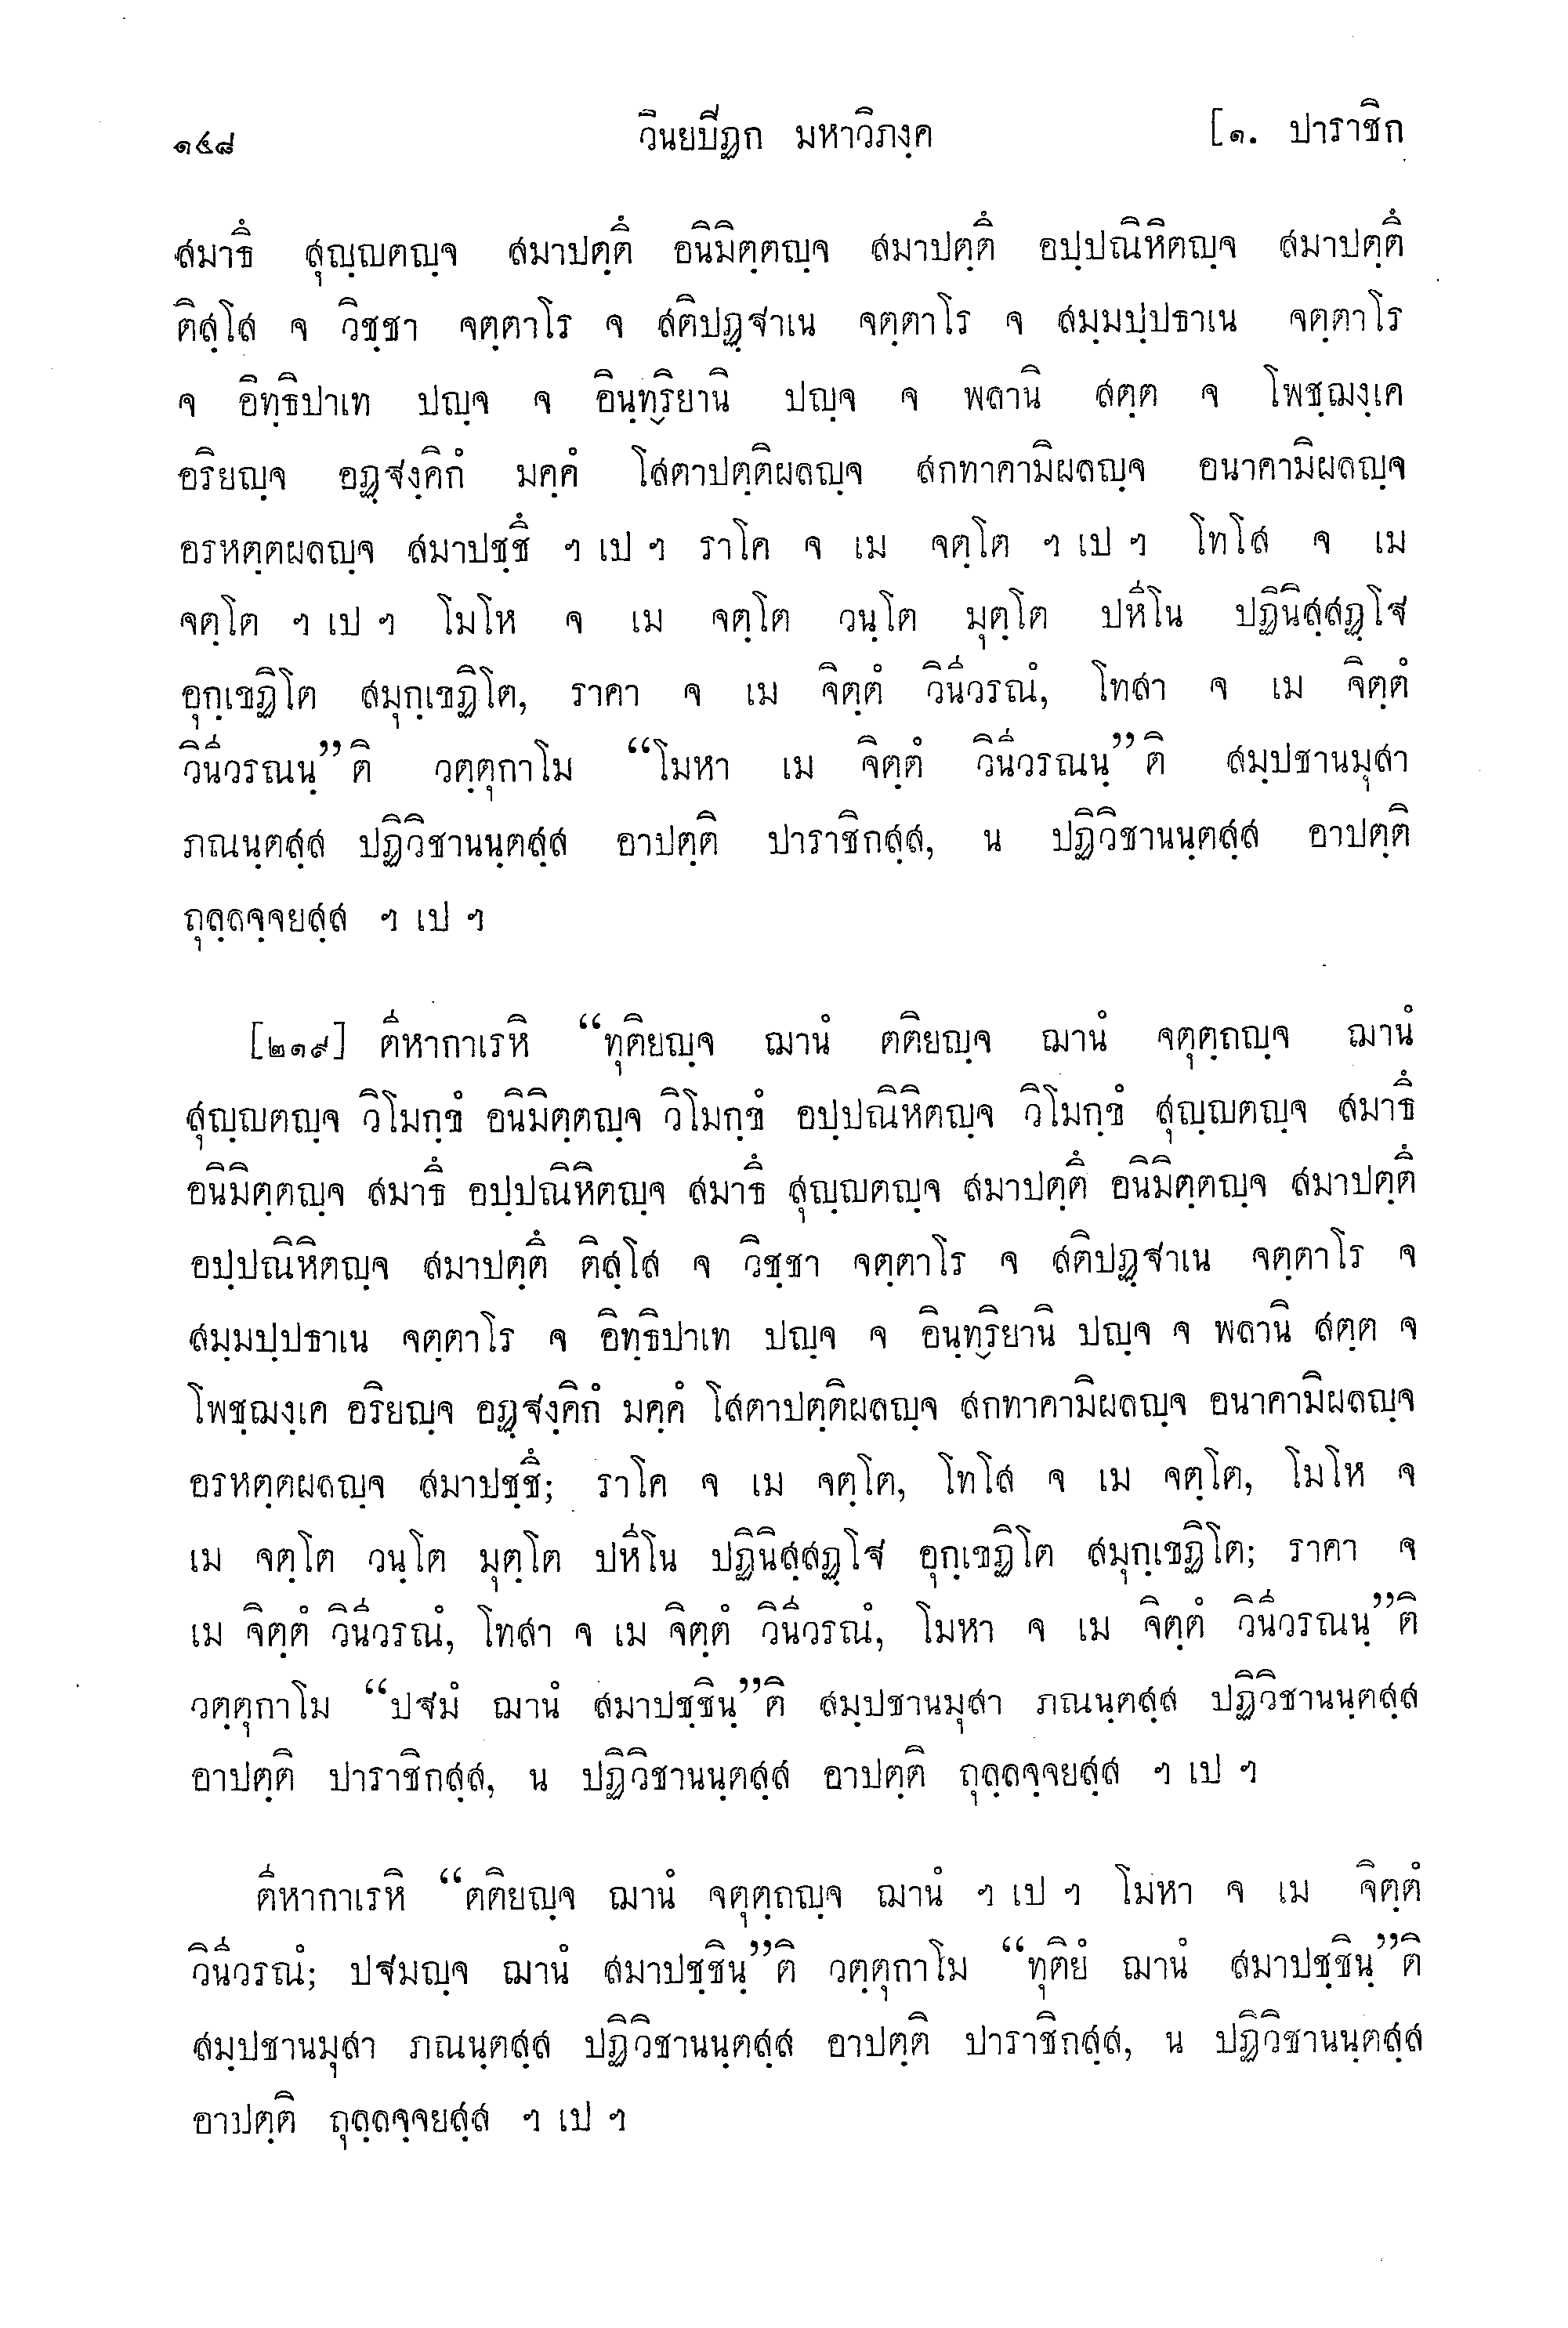 ๑๔๘ วินยปิฏก มหาวิภงฺค [๑. ปาราชิก
สมาธึ สุญฺญตญฺจ สมาปตฺตึ อนิมิตฺตญฺจ สมาปตฺตึ อปฺปณิหิตญฺจ สมาปตฺตึ
ติสฺโส จ วิชฺชา จตฺตาโร จ สติปฏฺฐาเน จตฺตาโร จ สมฺมปฺปธาเน จตฺตาโร
จ อิทฺธิปาเท ปญฺจ จ อินฺทฺริยานิ ปญฺจ จ พลานิ สตฺต จ โพชฺฌงฺเค
อริยญฺจ อฏฺฐงฺคิกํ มคฺคํ โสตาปตฺติผลญฺจ สกทาคามิผลญฺจ อนาคามิผลญฺจ
อรหตฺตผลญฺจ สมาปชฺชึ ฯ เป ฯ ราโค จ เม จตฺโต ฯ เป ฯ โทโส จ เม
จตฺโต ฯ เป ฯ โมโห จ เม จตฺโต วนฺโต มุตฺโต ปหีโน ปฏินิสฺสฏฺโฐ
อุกฺเขฏิโต สมุกฺเขฏิโต, ราคา จ เม จิตฺตํ วินีวรณํ, โทสา จ เม จิตฺตํ
วินีวรณนฺ”ติ วตฺตุกาโม “โมหา เม จิตฺตํ วินีวรณนฺ”ติ สมฺปชานมุสา
ภณนฺตสฺส ปฏิวิชานนฺตสฺส อาปตฺติ ปาราชิกสฺส, น ปฏิวิชานนฺตสฺส อาปตฺติ
ถุลฺลจฺจยสฺส ฯ เป ฯ
[๒๑๙] ตีหากาเรหิ “ทุติยญฺจ ฌานํ ตติยญฺจ ฌานํ จตุตฺถญฺจ ฌานํ
สุญฺญตญฺจ วิโมกฺขํ อนิมิตฺตญฺจ วิโมกฺขํ อปฺปณิหิตญฺจ วิโมกฺขํ สุญฺญตญฺจ สมาธึ
อนิมิตฺตญฺจ สมาธึ อปฺปณิหิตญฺจ สมาธึ สุญฺญตญฺจ สมาปตฺตึ อนิมิตฺตญฺจ สมาปตฺตึ
อปฺปณิหิตญฺจ สมาปตฺตึ ติสฺโส จ วิชฺชา จตฺตาโร จ สติปฏฺฐาเน จตฺตาโร จ
สมฺมปฺปธาเน จตฺตาโร จ อิทฺธิปาเท ปญฺจ จ อินฺทฺริยานิ ปญฺจ จ พลานิ สตฺต จ
โพชฺฌงฺเค อริยญฺจ อฏฺฐงฺคิกํ มคฺคํ โสตาปตฺติผลญฺจ สกทาคามิผลญฺจ อนาคามิผลญฺจ
อรหตฺตผลญฺจ สมาปชฺชึ; ราโค จ เม จตฺโต, โทโส จ เม จตฺโต, โมโห จ
เม จตฺโต วนฺโต มุตฺโต ปหีโน ปฏินิสฺสฏฺโฐ อุกฺเขฏิโต สมุกฺเขฏิโต; ราคา จ
เม จิตฺตํ วินีวรณํ, โทสา จ เม จิตฺตํ วินีวรณํ, โมหา จ เม จิตฺตํ วินีวรณนฺ”ติ
วตฺตุกาโม “ปฐมํ ฌานํ สมาปชฺชินฺ”ติ สมฺปชานมุสา ภณนฺตสฺส ปฏิวิชานนฺตสฺส
อาปตฺติ ปาราชิกสฺส, น ปฏิวิชานนฺตสฺส อาปตฺติ ถุลฺลจฺจยสฺส ฯ เป ฯ
ตีหากาเรหิ “ตติยญฺจ ฌานํ จตุตฺถญฺจ ฌานํ ฯ เป ฯ โมหา จ เม จิตฺตํ
วินีวรณํ; ปฐมญฺจ ฌานํ สมาปชฺชินฺ”ติ วตฺตุกาโม “ทุติยํ ฌานํ สมาปชฺชินฺ”ติ
สมฺปชานมุสา ภณนฺตสฺส ปฏิวิชานนฺตสฺส อาปตฺติ ปาราชิกสฺส, น ปฏิวิชานนฺตสฺส
อาปตฺติ ถุลฺลจฺจยสฺส ฯ เป ฯ